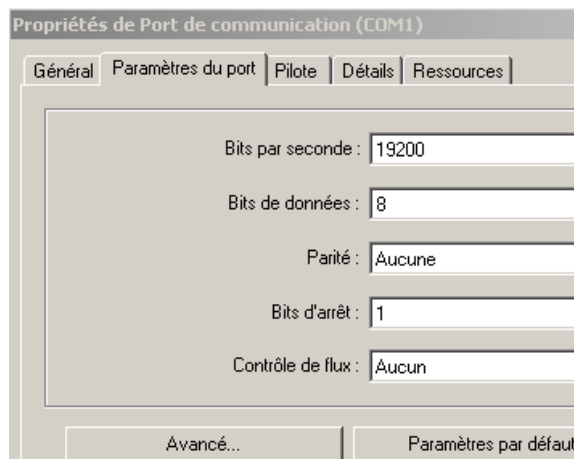 Propriétés de Port de communication (COM1)
Général Paramètres du port Pilote Détails Ressources
Bits par seconde : 19200
Bits de données : 8
Parité : Aucune
Bits d'arrêt : 1
Contrôle de flux : Aucun
Avancé... Paramètres par défaut